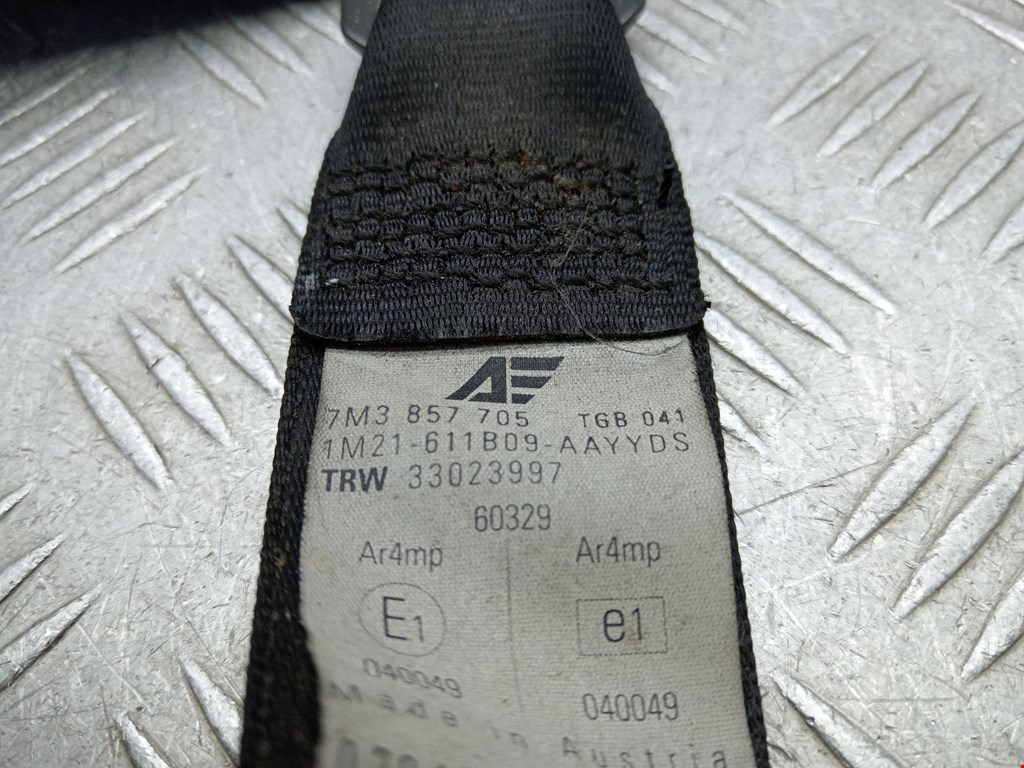 AE
7M3 857 705 TGB 041
1M21-611B09-AAYYDS
TRW 33023997
60329
Ar4mp Ar4mp
E1 e1
040049 040049
Made in Austria